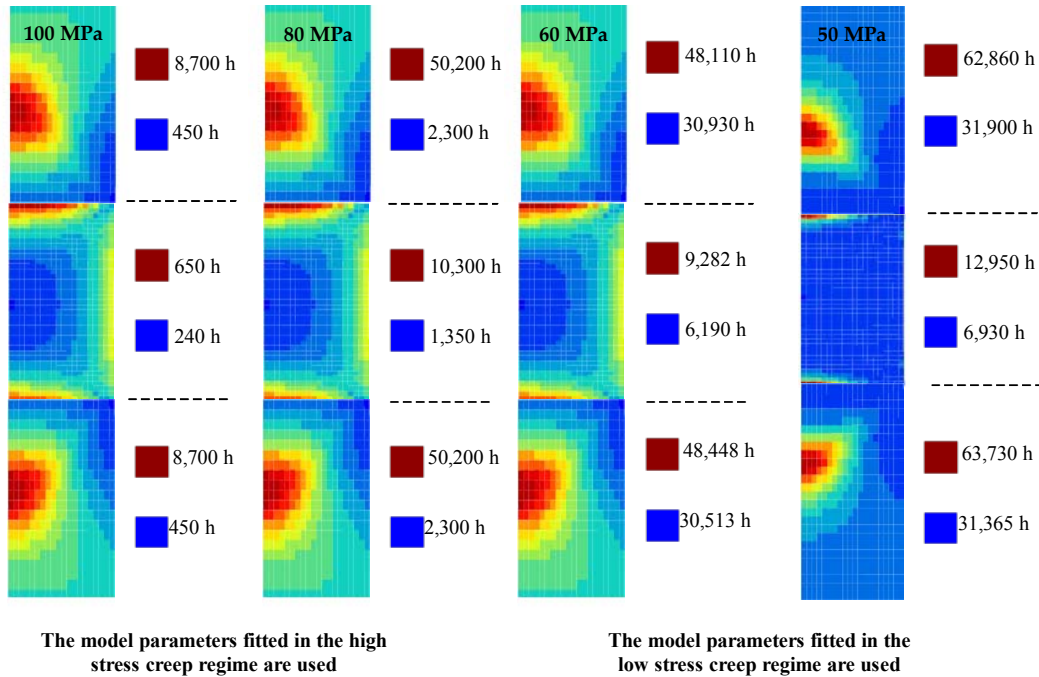 100 MPa
8,700 h
450 h
650 h
240 h
8,700 h
450 h
80 MPa
50,200 h
2,300 h
10,300 h
1,350 h
50,200 h
2,300 h
The model parameters fitted in the high
stress creep regime are used
60 MPa
48,110 h
30,930 h
9,282 h
6,190 h
48,448 h
30,513 h
50 MPa
62,860 h
31,900 h
12,950 h
6,930 h
63,730 h
31,365 h
The model parameters fitted in the
low stress creep regime are used